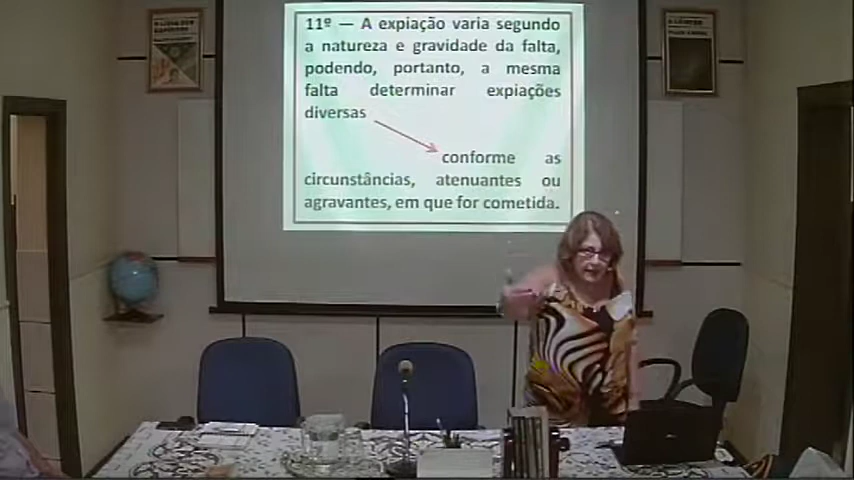 11º — A expiação varia segundo
a natureza e gravidade da falta,
podendo, portanto, a mesma
falta determinar expiações
diversas
conforme as
circunstâncias, atenuantes ou
agravantes, em que for cometida.